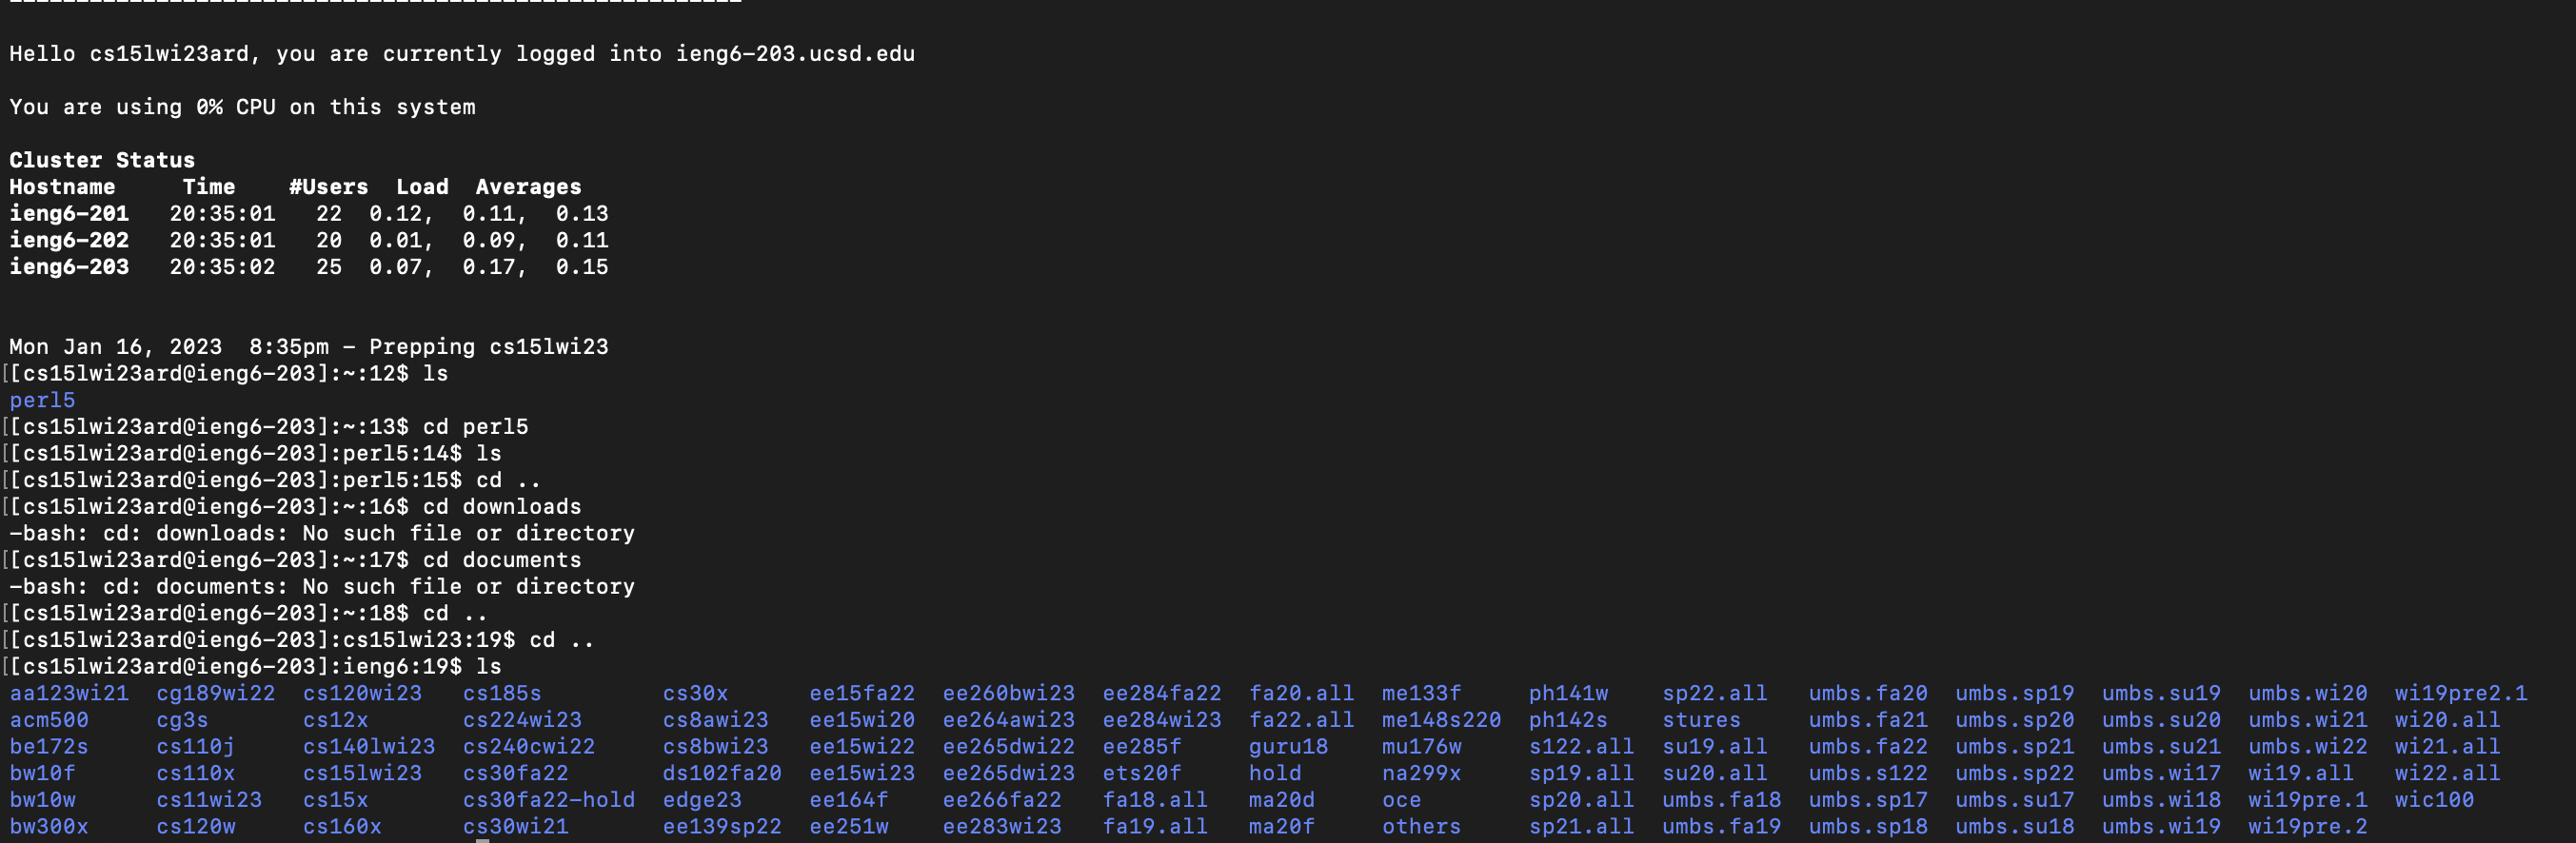 Hello cs15lwi23ard, you are currently logged into ieng6-203.ucsd.edu
You are using 0% CPU on this system
Cluster Status
Hostname     Time    #Users  Load  Averages
ieng6-201   20:35:01   22  0.12,  0.11,  0.13
ieng6-202   20:35:01   20  0.01,  0.09,  0.11
ieng6-203   20:35:02   25  0.07,  0.17,  0.15
Mon Jan 16, 2023  8:35pm - Prepping cs15lwi23
[[cs15lwi23ard@ieng6-203]:~:12$ ls
perl5
[[cs15lwi23ard@ieng6-203]:~:13$ cd perl5
[[cs15lwi23ard@ieng6-203]:perl5:14$ ls
[[cs15lwi23ard@ieng6-203]:perl5:15$ cd ..
[[cs15lwi23ard@ieng6-203]:~:16$ cd downloads
-bash: cd: downloads: No such file or directory
[[cs15lwi23ard@ieng6-203]:~:17$ cd documents
-bash: cd: documents: No such file or directory
[[cs15lwi23ard@ieng6-203]:~:18$ cd ..
[[cs15lwi23ard@ieng6-203]:cs15lwi23:19$ cd ..
[[cs15lwi23ard@ieng6-203]:ieng6:19$ ls
aa123wi21  cg189wi22  cs120wi23  cs185s  cs30x  ee15fa22  ee260bwi23  ee284fa22  fa20.all  me133f  ph141w  sp22.all  umbs.fa20  umbs.sp19  umbs.su19  umbs.wi20  wi19pre2.1
acm500  cg3s  cs12x  cs224wi23  cs8awi23  ee15wi20  ee264awi23  ee284wi23  fa22.all  me148s220  ph142s  stures  umbs.fa21  umbs.sp20  umbs.su20  umbs.wi21  wi20.all
be172s  cs110j  cs140lwi23  cs240cwi22  cs8bwi23  ee15wi22  ee265dwi22  ee285f  guru18  mu176w  s122.all  su19.all  umbs.fa22  umbs.sp21  umbs.su21  umbs.wi22  wi21.all
bw10f  cs110x  cs15lwi23  cs30fa22  ds102fa20  ee15wi23  ee265dwi23  ets20f  hold  na299x  sp19.all  su20.all  umbs.s122  umbs.sp22  umbs.wi17  wi19.all  wi22.all
bw10w  cs11wi23  cs15x  cs30fa22-hold  edge23  ee164f  ee266fa22  fa18.all  ma20d  oce  sp20.all  umbs.fa18  umbs.sp17  umbs.su17  umbs.wi18  wi19pre.1  wic100
bw300x  cs120w  cs160x  cs30wi21  ee139sp22  ee251w  ee283wi23  fa19.all  ma20f  others  sp21.all  umbs.fa19  umbs.sp18  umbs.su18  umbs.wi19  wi19pre.2